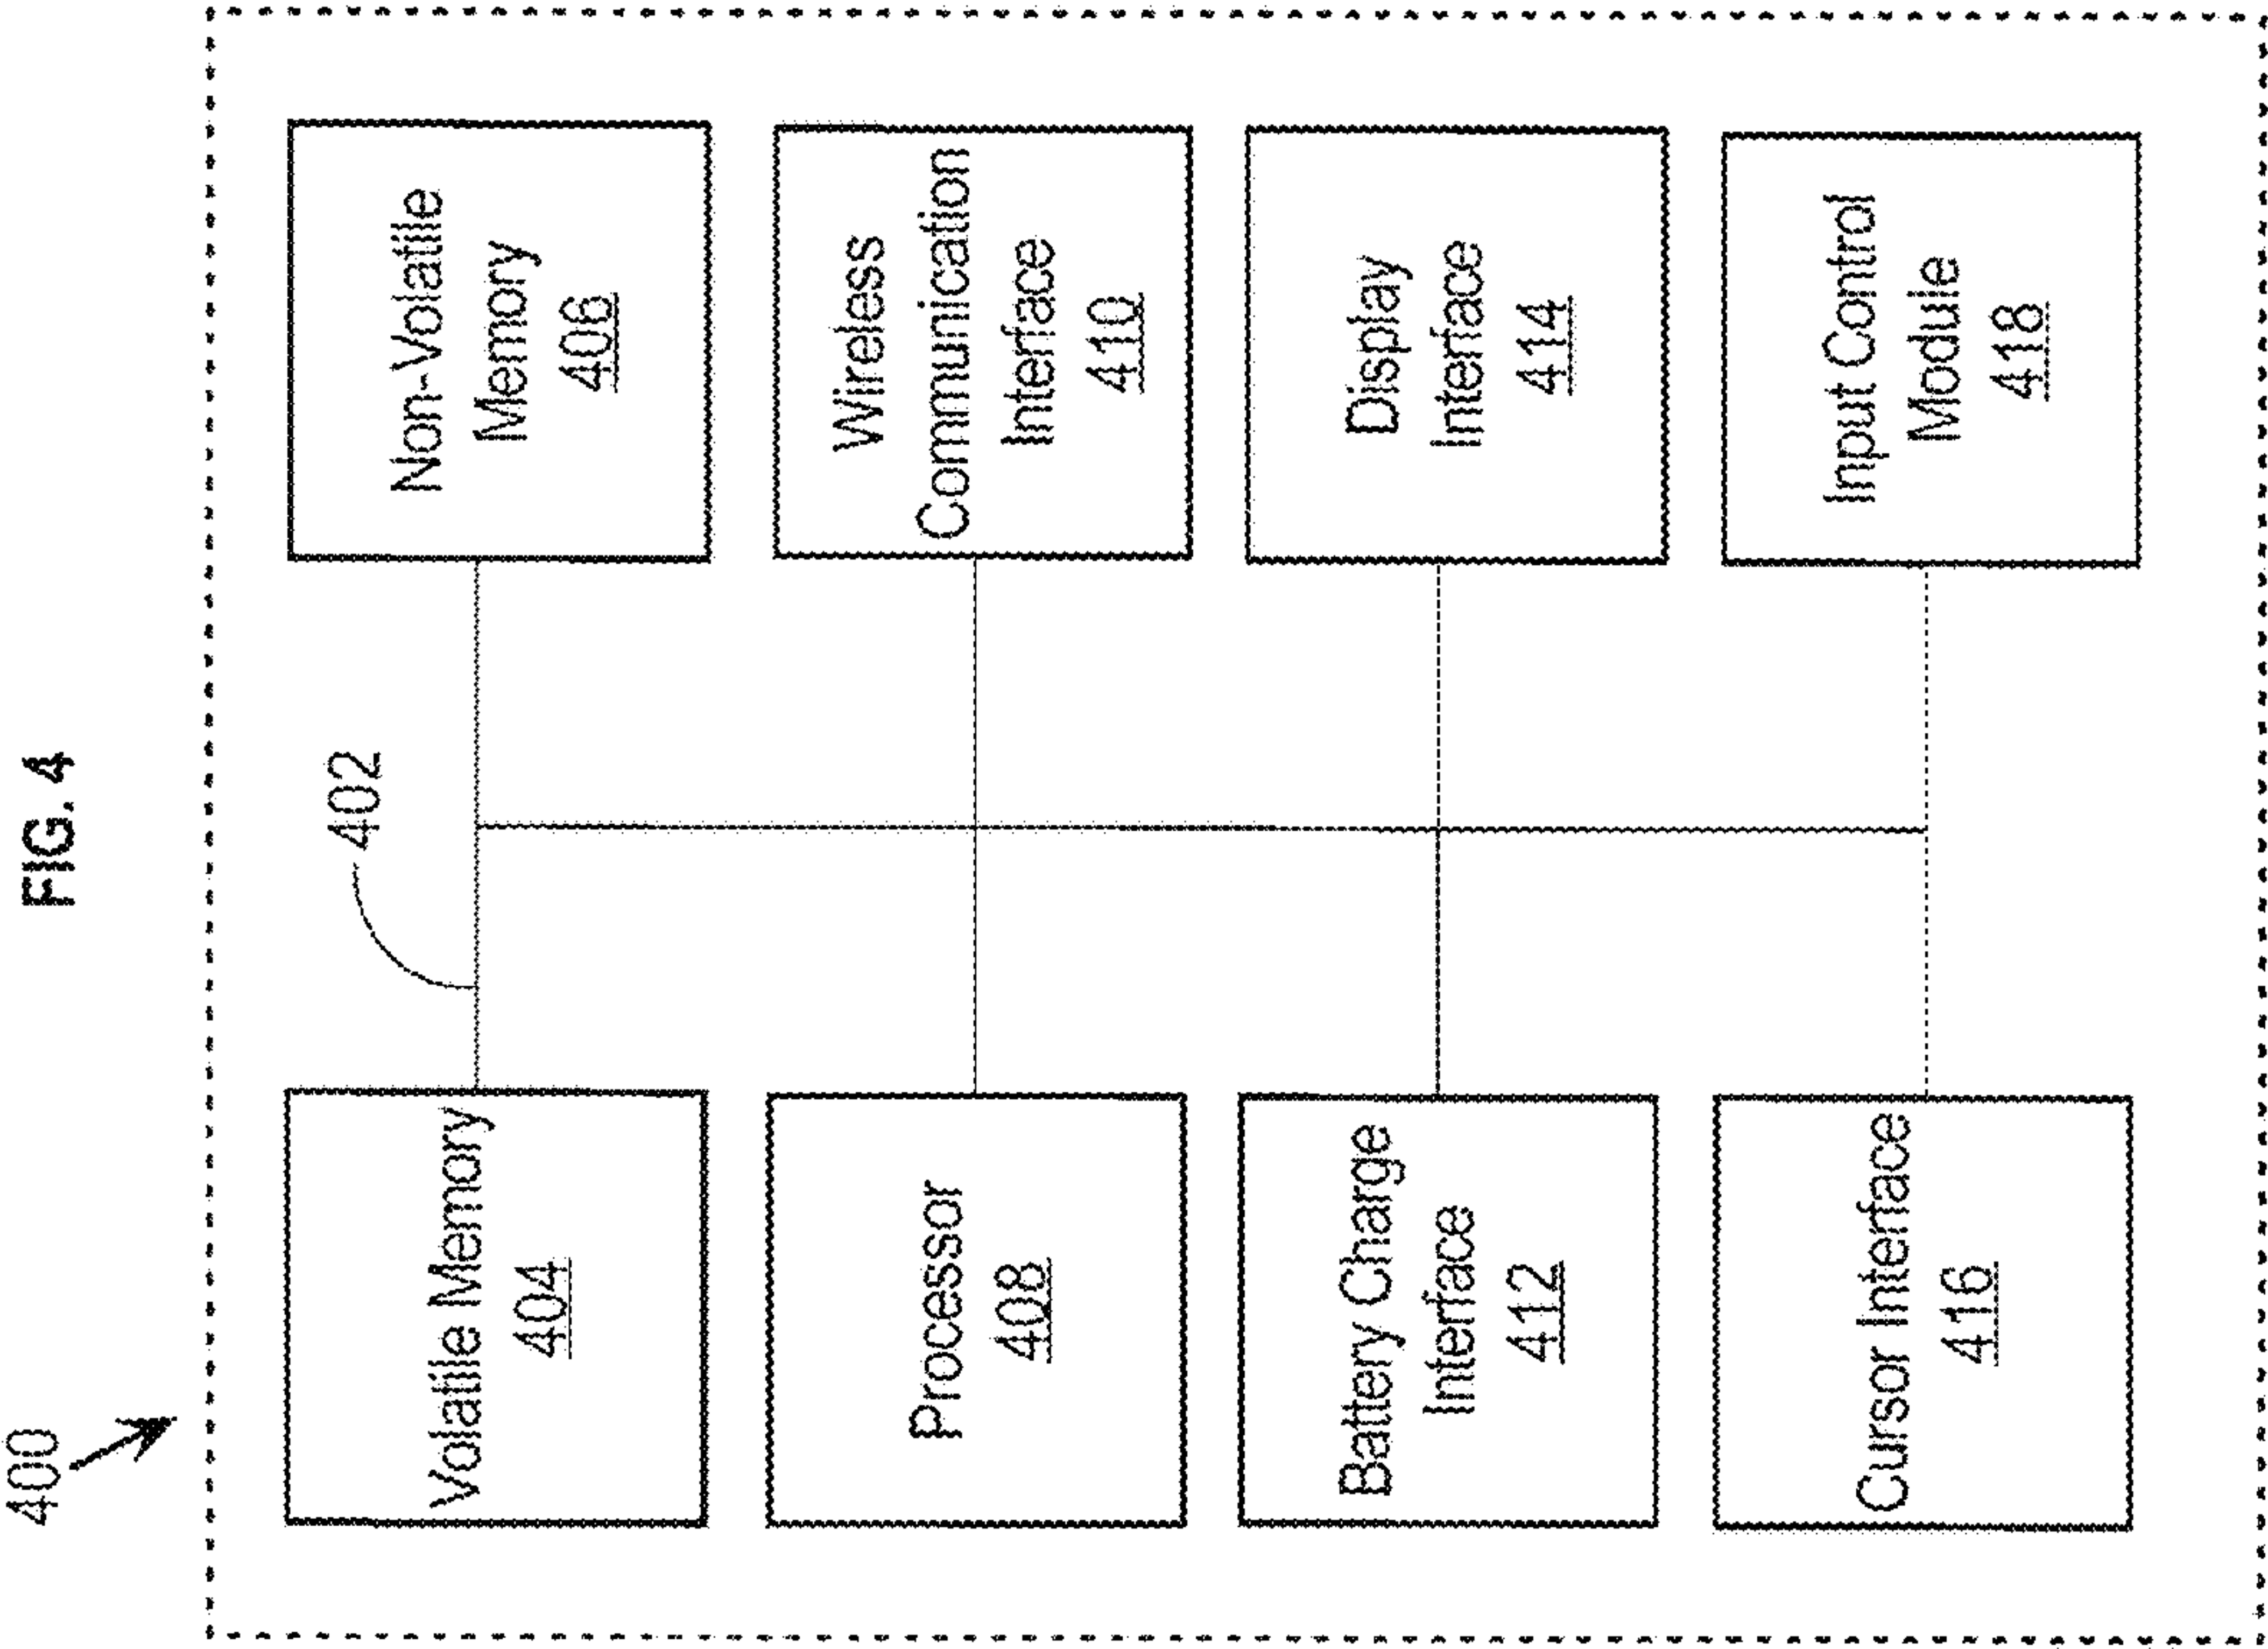 FIG. 4
400
402
Volatile Memory
404
Non-Volatile
Memory
406
Processor
408
Wireless
Communication
Interface
410
Battery Charge
Interface
412
Display
Interface
414
Cursor Interface
416
Input Control
Module
418